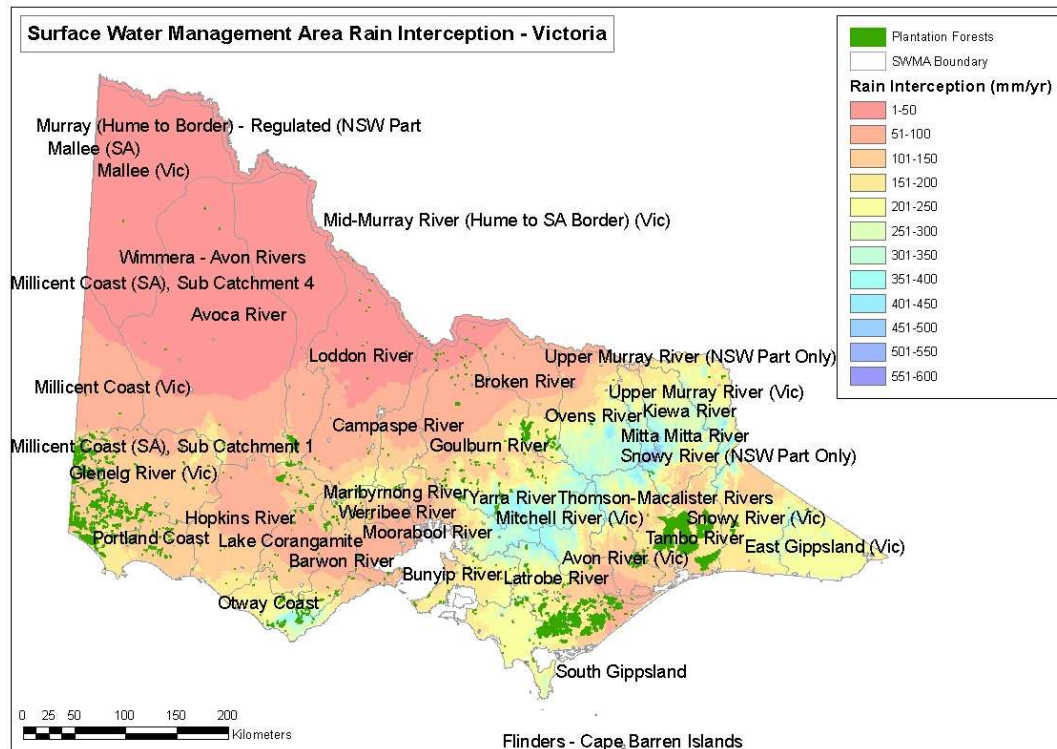 Surface Water Management Area Rain Interception - Victoria
Plantation Forests
SWMA Boundary
Rain Interception (mm/yr)
1-50
51-100
101-150
151-200
201-250
251-300
301-350
351-400
401-450
451-500
501-550
551-600
Murray (Hume to Border) - Regulated (NSW Part
Mallee (SA)
Mallee (Vic)
Mid-Murray River (Hume to SA Border) (Vic)
Wimmera - Avon Rivers
Millicent Coast (SA), Sub Catchment 4
Avoca River
Loddon River
Upper Murray River (NSW Part Only)
Broken River
Millicent Coast (Vic)
Upper Murray River (Vic)
Ovens River
Kiewa River
Campaspe River
Mitta Mitta River
Millicent Coast (SA), Sub Catchment 1
Goulburn River
Snowy River (NSW Part Only)
Glenelg River (Vic)
Maribyrnong River
Yarra River
Thomson-Macalister Rivers
Werribee River
Hopkins River
Mitchell River (Vic)
Snowy River (Vic)
Moorabool River
Portland Coast
Lake Corangamite
Tambo River
East Gippsland (Vic)
Barwon River
Avon River (Vic)
Bunyip River
Latrobe River
Otway Coast
South Gippsland
0 25 50 100 150 200
Kilometers
Flinders - Cape Barren Islands